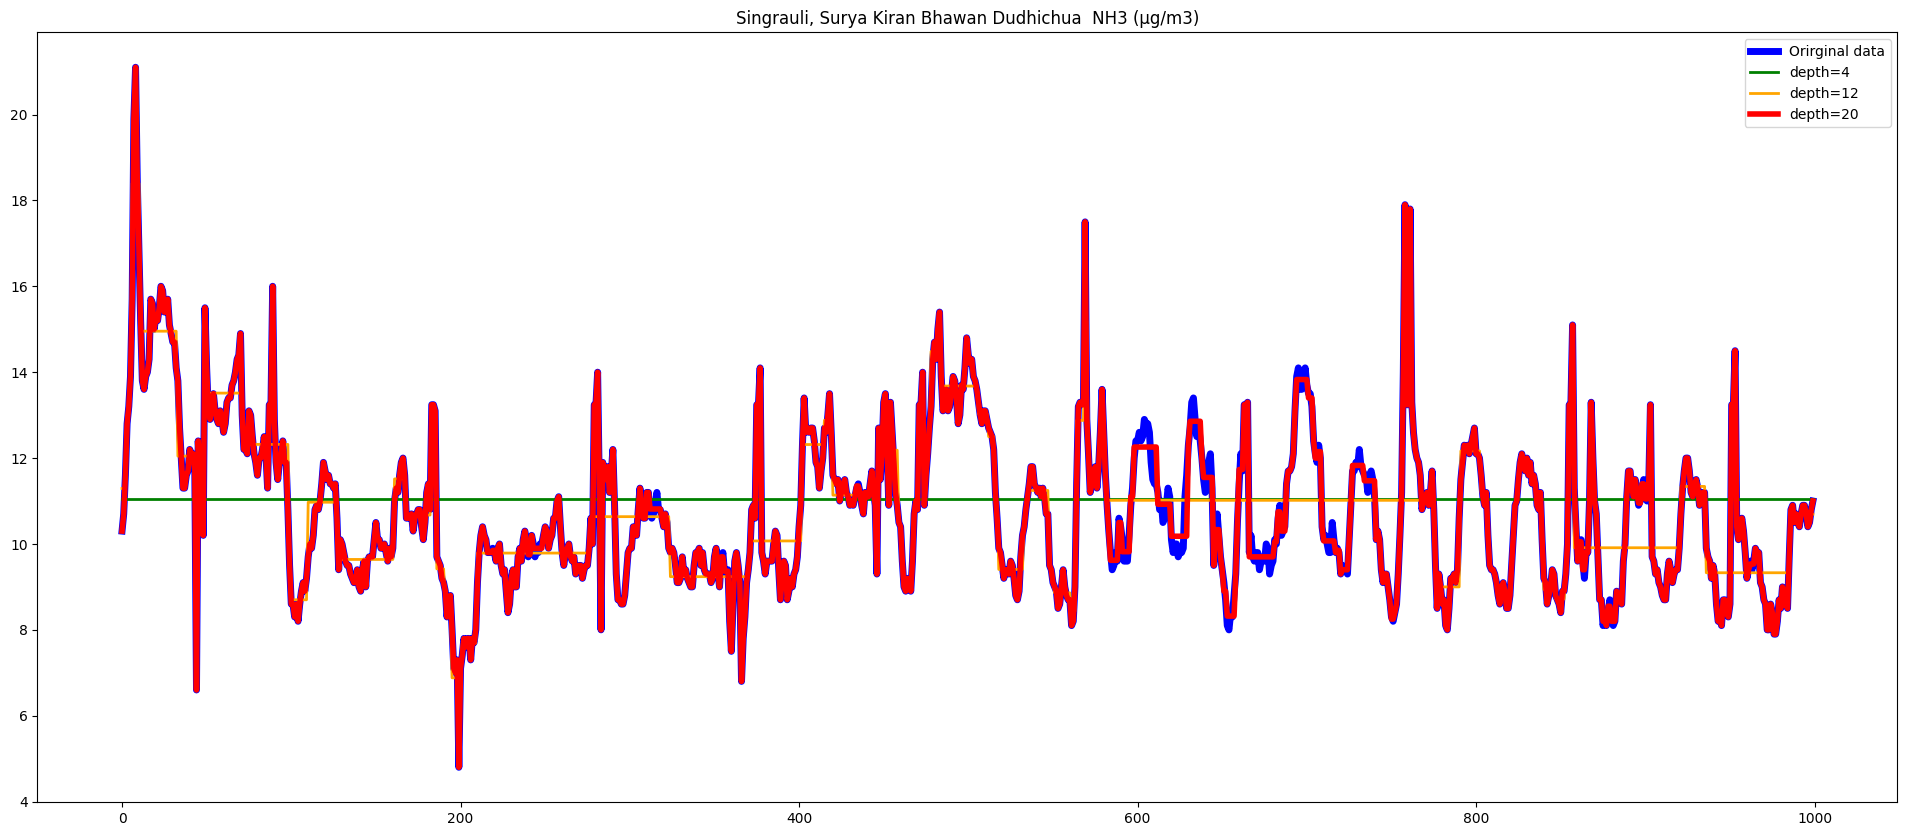 Singrauli, Surya Kiran Bhawan Dudhichua  NH3 (µg/m3)
Orirginal data
depth=4
depth=12
depth=20
20
18
16
14
12
10
8
6
4
0 200 400 600 800 1000